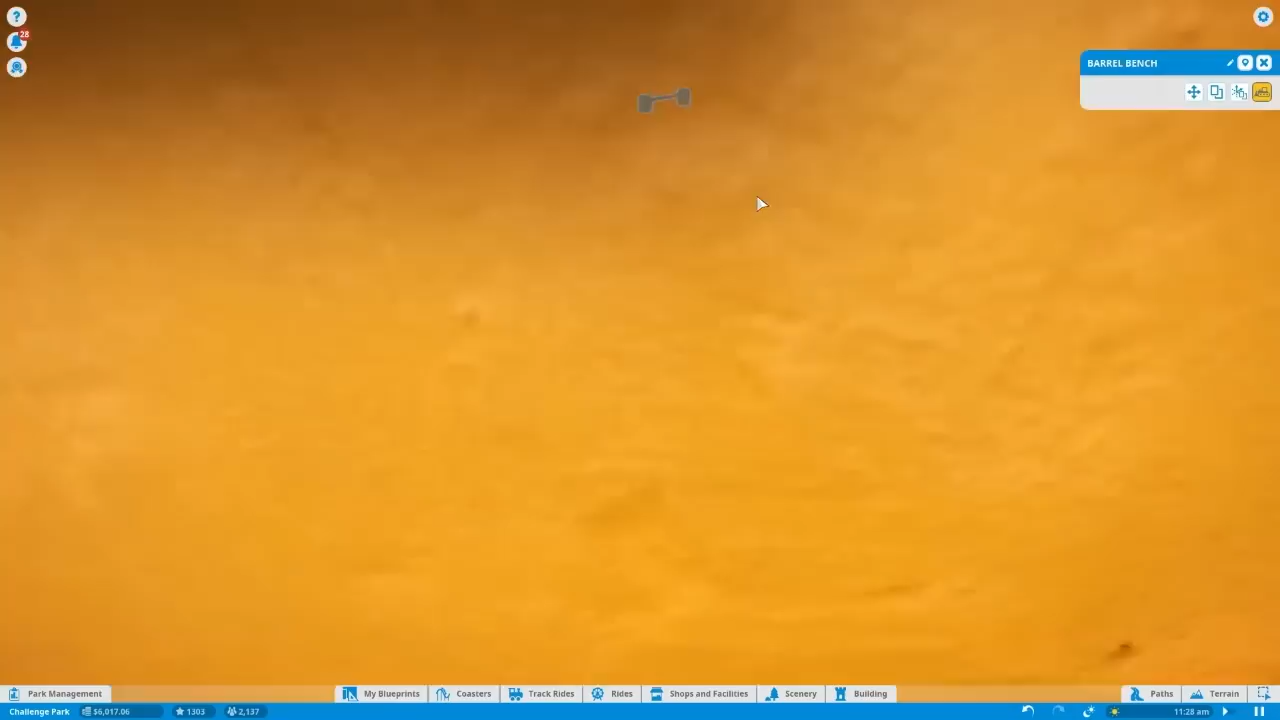 ?
28
BARREL BENCH
Park Management
My Blueprints
Coasters
Track Rides
Rides
Shops and Facilities
Scenery
Building
Paths
Terrain
Challenge Park
$6,017.06
1303
2,137
11:28 am